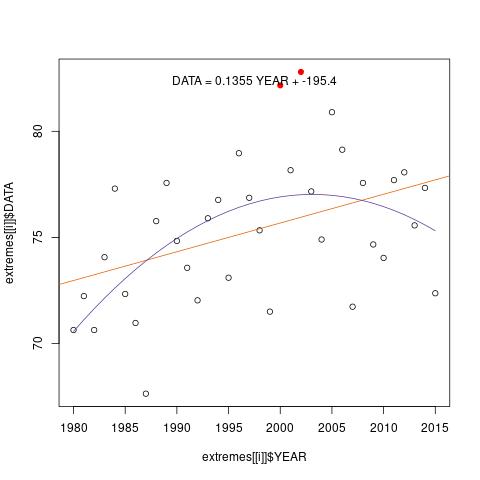 DATA = 0.1355 YEAR + -195.4
80
75
70
extremes[[i]]$DATA
1980 1985 1990 1995 2000 2005 2010 2015
extremes[[i]]$YEAR